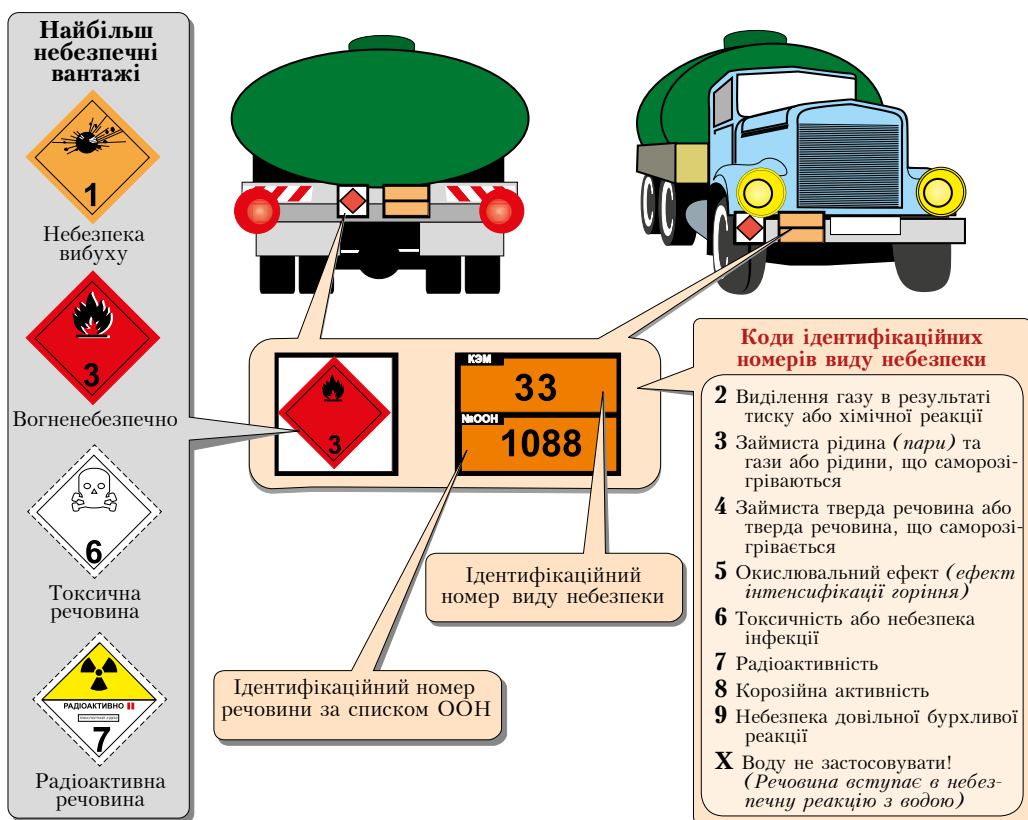 Найбільш
небезпечні
вантажі
1
Небезпека
вибуху
3
Вогненебезпечно
6
Токсична
речовина
РАДІОАКТИВНО II
7
Радіоактивна
речовина
3
КЭМ
33
№ООН
1088
Ідентифікаційний
номер виду небезпеки
Ідентифікаційний номер
речовини за списком ООН
Коди ідентифікаційних
номерів виду небезпеки
2 Виділення газу в результаті
тиску або хімічної реакції
3 Займиста рідина (пари) та
гази або рідини, що саморозі-
гріваються
4 Займиста тверда речовина або
тверда речовина, що саморозі-
грівається
5 Окислювальний ефект (ефект
інтенсифікації горіння)
6 Токсичність або небезпека
інфекції
7 Радіоактивність
8 Корозійна активність
9 Небезпека довільної бурхливої
реакції
X Воду не застосовувати!
(Речовина вступає в небез-
печну реакцію з водою)